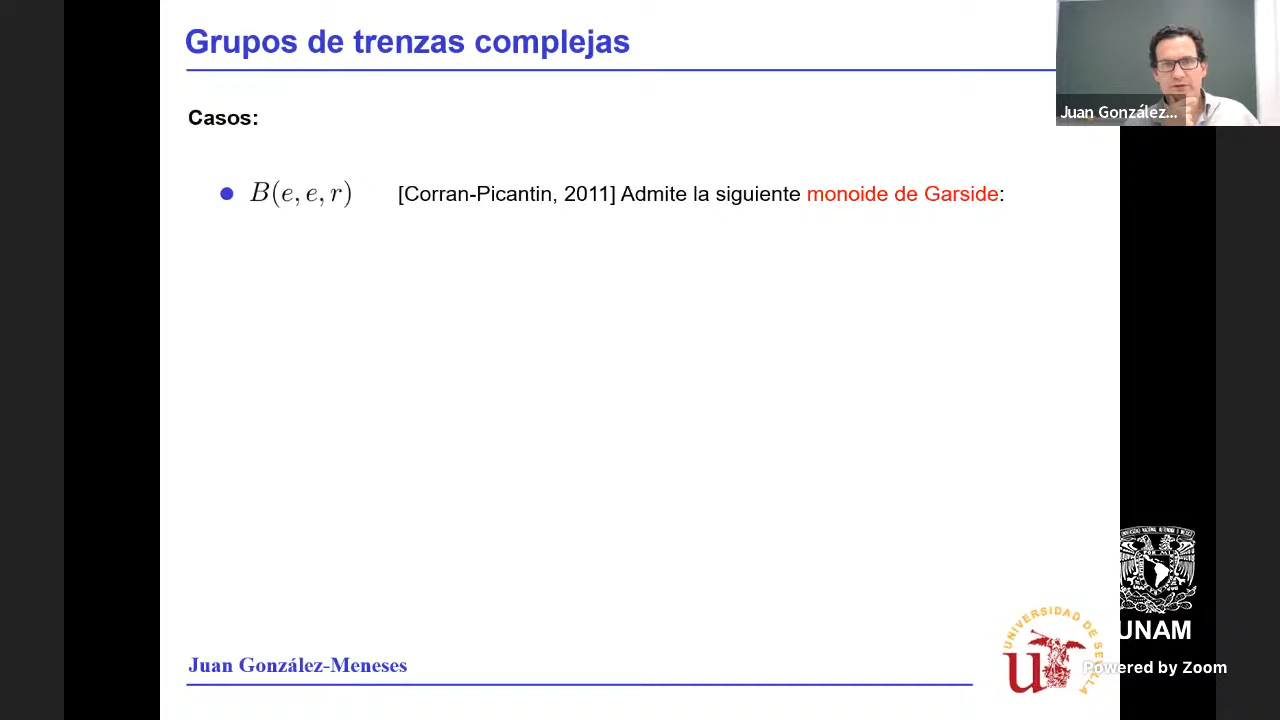 Grupos de trenzas complejas
Juan González...
Casos:
B(e, e, r) [Corran-Picantin, 2011] Admite la siguiente monoide de Garside:
UNIVERSIDAD DE SEVILLA
UNAM
Juan González-Meneses
Powered by Zoom